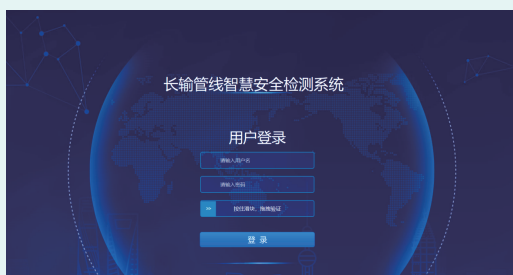 长输管线智慧安全检测系统
用户登录
请输入用户名
请输入密码
>> 按住滑块，拖拽验证
登 录